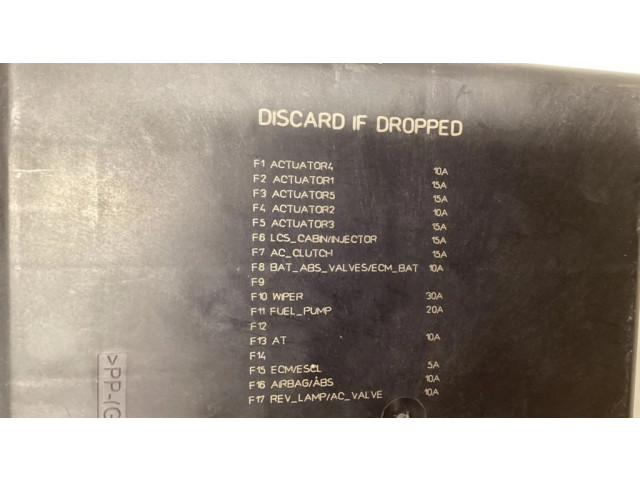 DISCARD IF DROPPED
F1 ACTUATOR4 10A
F2 ACTUATOR1 15A
F3 ACTUATOR5 15A
F4 ACTUATOR2 10A
F5 ACTUATOR3 15A
F6 LCS_CABIN/INJECTOR 15A
F7 AC_CLUTCH 15A
F8 BAT_ABS_VALVES/ECM_BAT 10A
F9
F10 WIPER 30A
F11 FUEL_PUMP 20A
F12
F13 AT 10A
F14
F15 ECM/ESCL 5A
F16 AIRBAG/ABS 10A
F17 REV_LAMP/AC_VALVE 10A
>PP-(G